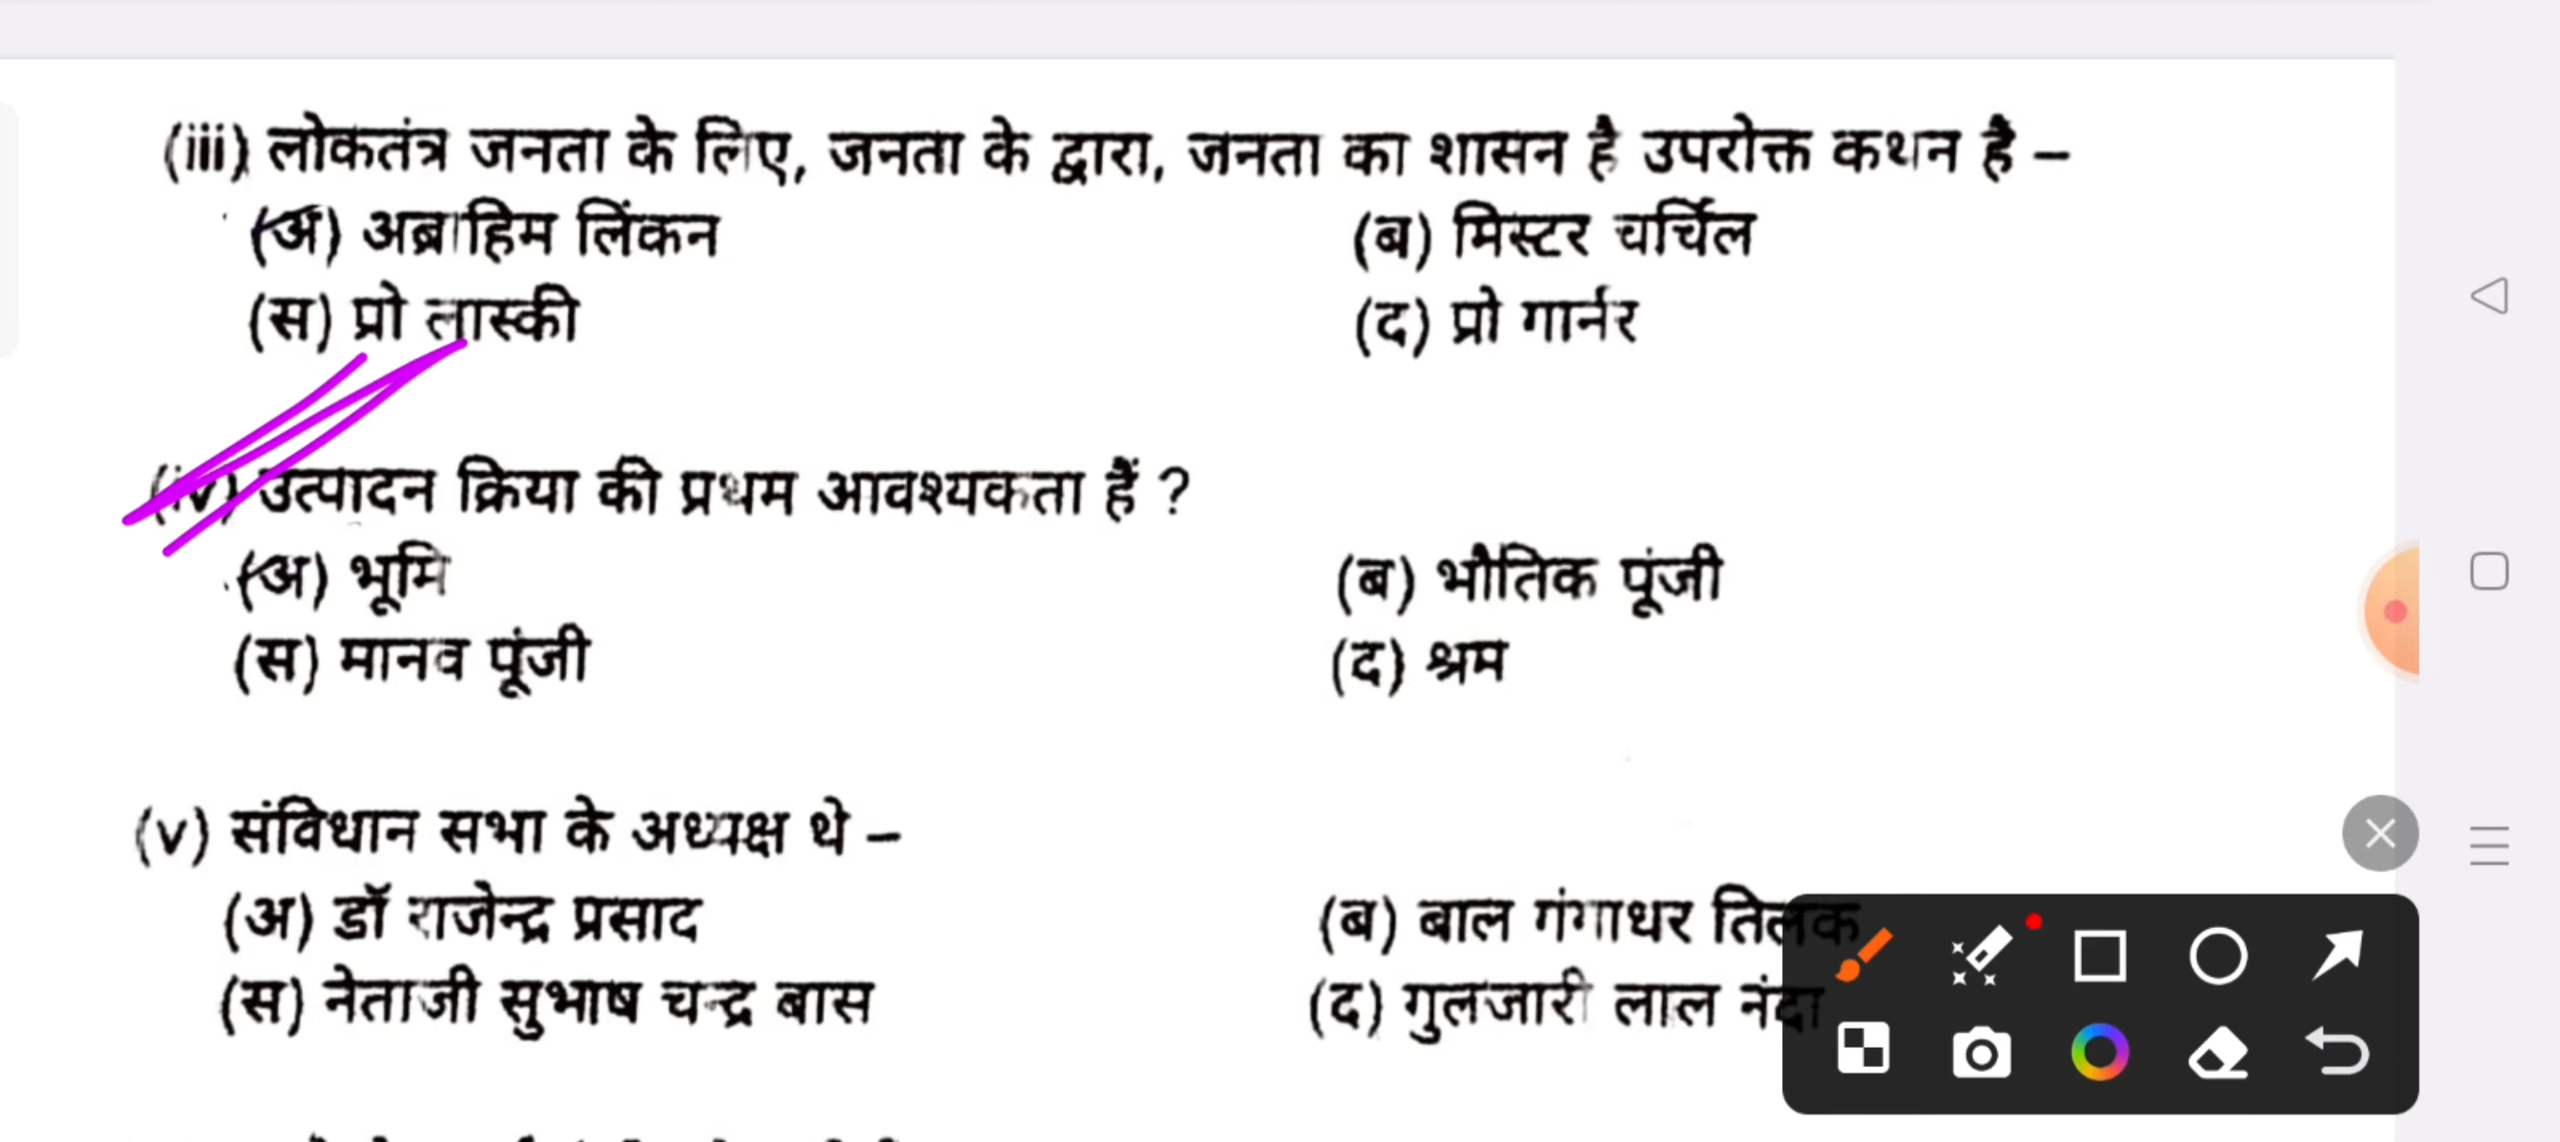 (iii) लोकतंत्र जनता के लिए, जनता के द्वारा, जनता का शासन है उपरोक्त कथन है –
(अ) अब्राहिम लिंकन (ब) मिस्टर चर्चिल
(स) प्रो लास्की (द) प्रो गार्नर
(iv) उत्पादन क्रिया की प्रथम आवश्यकता हैं ?
(अ) भूमि (ब) भौतिक पूंजी
(स) मानव पूंजी (द) श्रम
(v) संविधान सभा के अध्यक्ष थे –
(अ) डॉ राजेन्द्र प्रसाद (ब) बाल गंगाधर तिलक
(स) नेताजी सुभाष चन्द्र बास (द) गुलजारी लाल नंदा